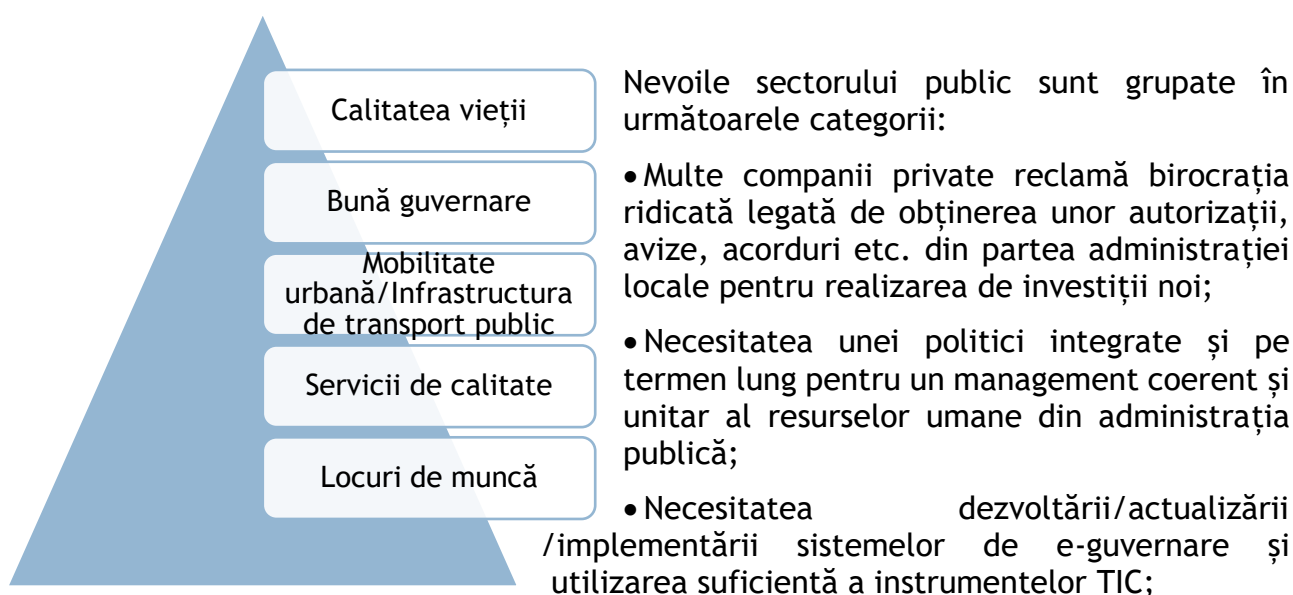 Calitatea vieții
Bună guvernare
Mobilitate
urbană/Infrastructura
de transport public
Servicii de calitate
Locuri de muncă
Nevoile sectorului public sunt grupate în
următoarele categorii:
•Multe companii private reclamă birocrația
ridicată legată de obținerea unor autorizații,
avize, acorduri etc. din partea administrației
locale pentru realizarea de investiții noi;
•Necesitatea unei politici integrate și pe
termen lung pentru un management coerent și
unitar al resurselor umane din administrația
publică;
•Necesitatea dezvoltării/actualizării
/implementării sistemelor de e-guvernare și
utilizarea suficientă a instrumentelor TIC;